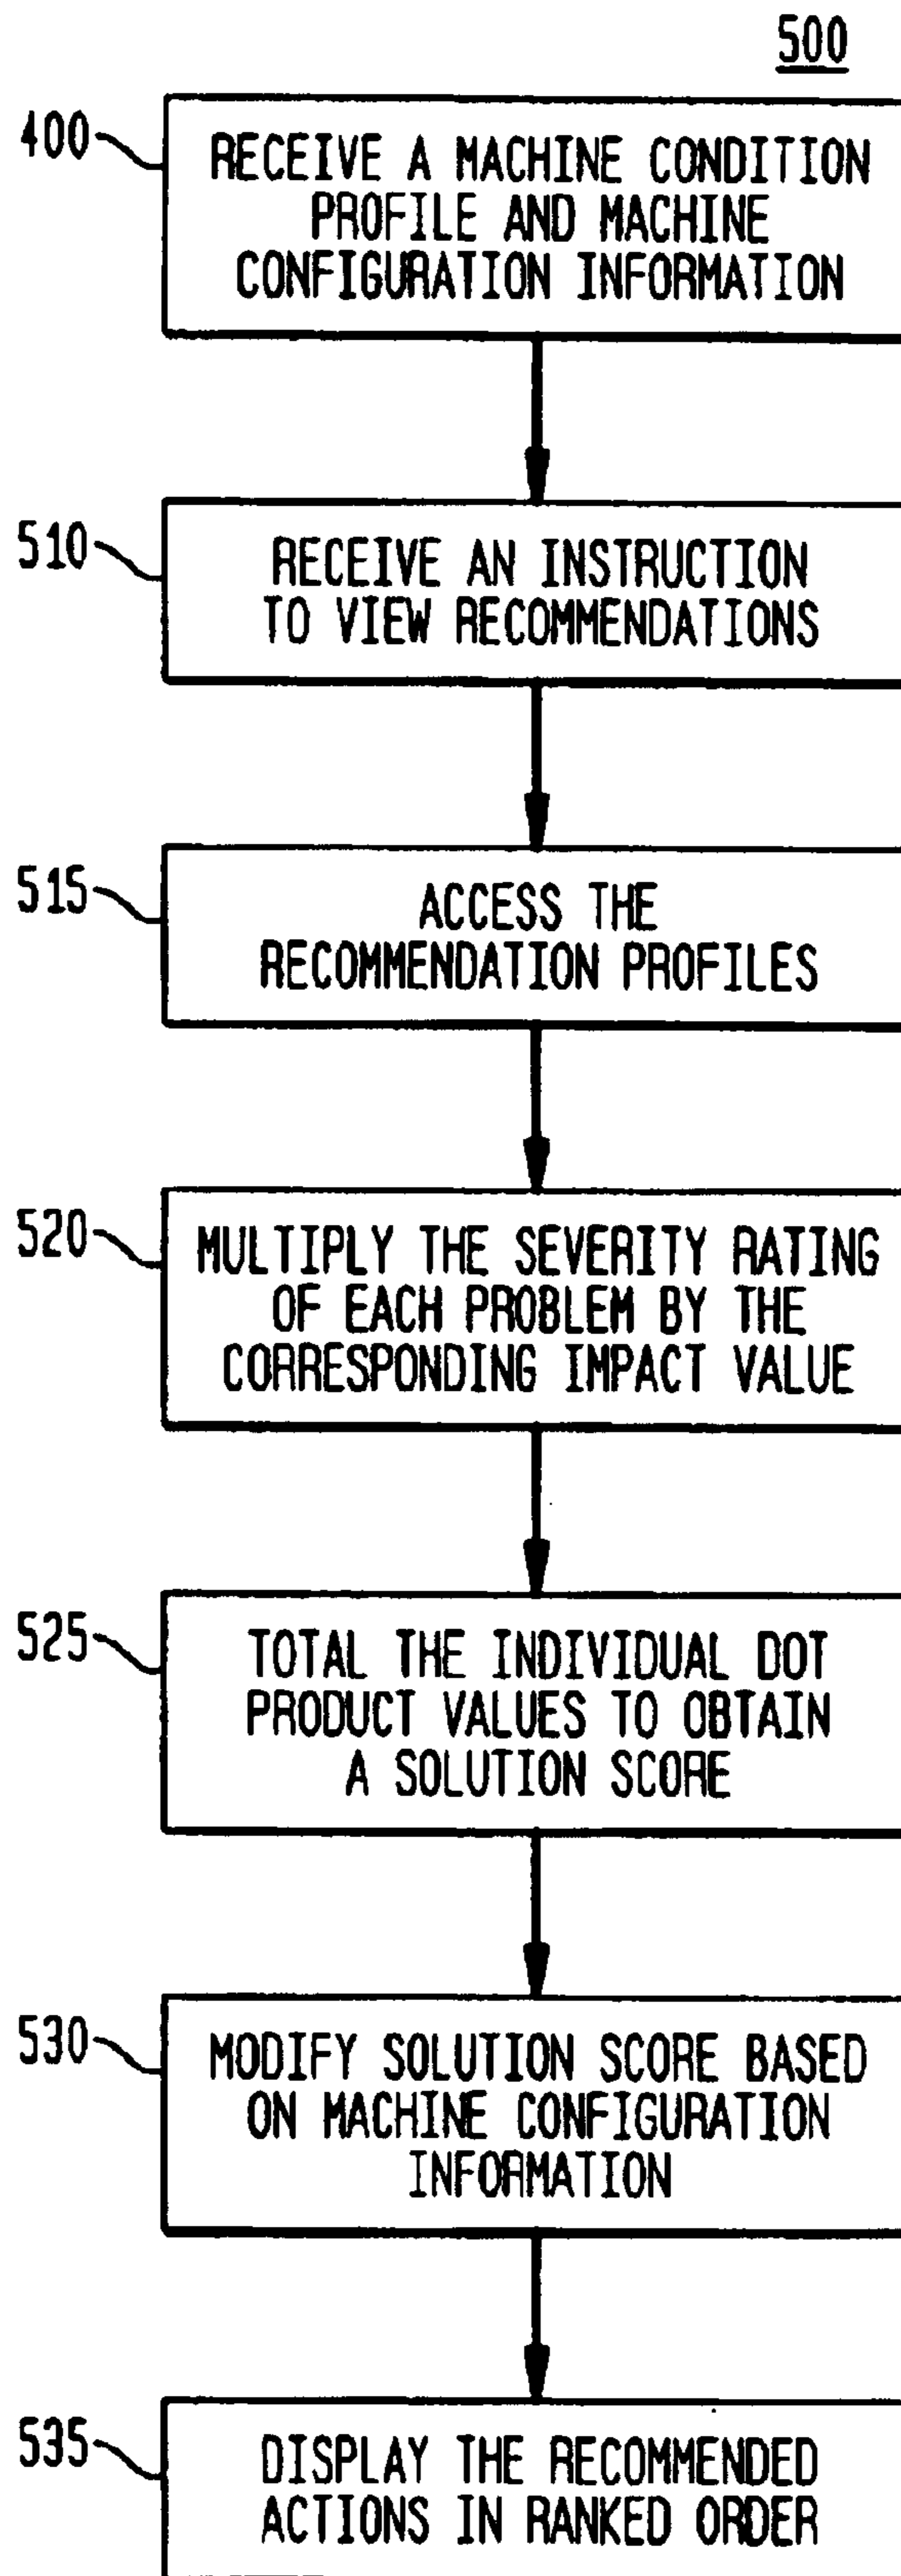 500
400
RECEIVE A MACHINE CONDITION
PROFILE AND MACHINE
CONFIGURATION INFORMATION
510
RECEIVE AN INSTRUCTION
TO VIEW RECOMMENDATIONS
515
ACCESS THE
RECOMMENDATION PROFILES
520
MULTIPLY THE SEVERITY RATING
OF EACH PROBLEM BY THE
CORRESPONDING IMPACT VALUE
525
TOTAL THE INDIVIDUAL DOT
PRODUCT VALUES TO OBTAIN
A SOLUTION SCORE
530
MODIFY SOLUTION SCORE BASED
ON MACHINE CONFIGURATION
INFORMATION
535
DISPLAY THE RECOMMENDED
ACTIONS IN RANKED ORDER